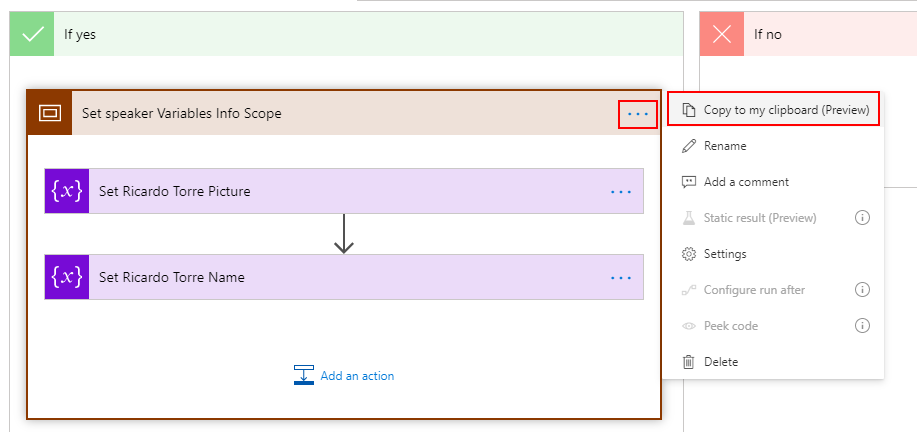 If yes
If no
Set speaker Variables Info Scope
...
Copy to my clipboard (Preview)
Rename
Add a comment
Static result (Preview)
Settings
Configure run after
Peek code
Delete
{x} Set Ricardo Torre Picture ...
{x} Set Ricardo Torre Name ...
Add an action